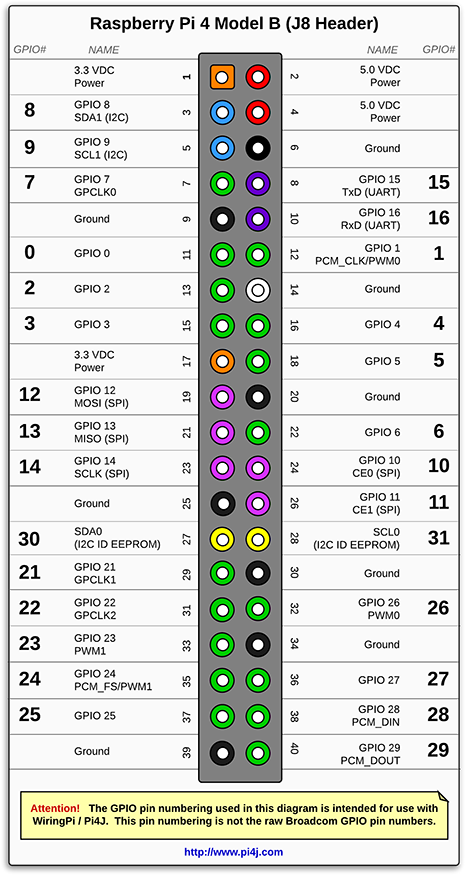 Raspberry Pi 4 Model B (J8 Header)
GPIO# NAME NAME GPIO#
3.3 VDC
Power 1 2 5.0 VDC
Power
8 GPIO 8
SDA1 (I2C) 3 4 5.0 VDC
Power
9 GPIO 9
SCL1 (I2C) 5 6 Ground
7 GPIO 7
GPCLK0 7 8 GPIO 15
TxD (UART) 15
Ground 9 10 GPIO 16
RxD (UART) 16
0 GPIO 0 11 12 GPIO 1
PCM_CLK/PWM0 1
2 GPIO 2 13 14 Ground
3 GPIO 3 15 16 GPIO 4 4
3.3 VDC
Power 17 18 GPIO 5 5
12 GPIO 12
MOSI (SPI) 19 20 Ground
13 GPIO 13
MISO (SPI) 21 22 GPIO 6 6
14 GPIO 14
SCLK (SPI) 23 24 GPIO 10
CE0 (SPI) 10
Ground 25 26 GPIO 11
CE1 (SPI) 11
30 SDA0
(I2C ID EEPROM) 27 28 SCL0
(I2C ID EEPROM) 31
21 GPIO 21
GPCLK1 29 30 Ground
22 GPIO 22
GPCLK2 31 32 GPIO 26
PWM0 26
23 GPIO 23
PWM1 33 34 Ground
24 GPIO 24
PCM_FS/PWM1 35 36 GPIO 27 27
25 GPIO 25 37 38 GPIO 28
PCM_DIN 28
Ground 39 40 GPIO 29
PCM_DOUT 29
Attention! The GPIO pin numbering used in this diagram is intended for use with
WiringPi / Pi4J. This pin numbering is not the raw Broadcom GPIO pin numbers.
http://www.pi4j.com